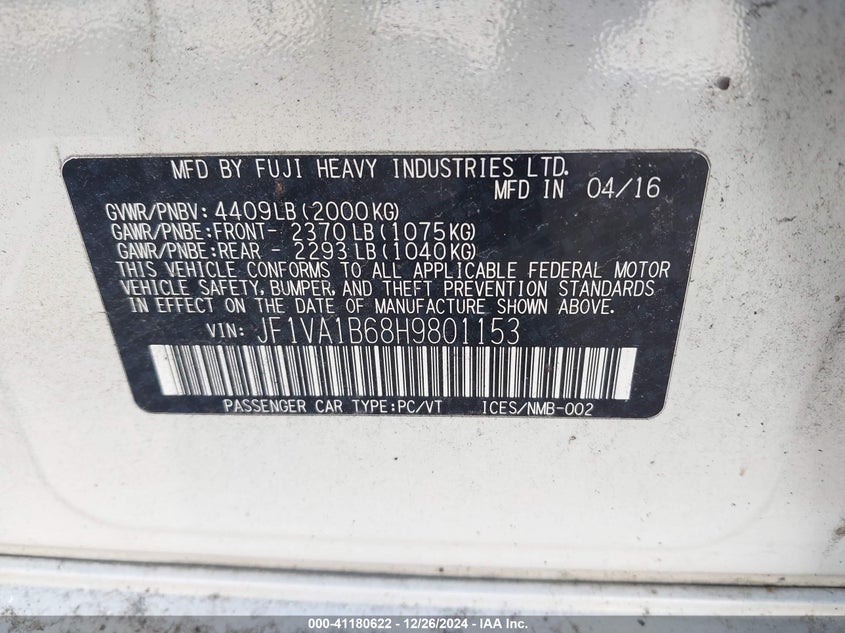 MFD BY FUJI HEAVY INDUSTRIES LTD.
MFD IN 04/16
GVWR/PNBV: 4409LB(2000KG)
GAWR/PNBE:FRONT- 2370LB(1075KG)
GAWR/PNBE:REAR - 2293LB(1040KG)
THIS VEHICLE CONFORMS TO ALL APPLICABLE FEDERAL MOTOR
VEHICLE SAFETY, BUMPER, AND THEFT PREVENTION STANDARDS
IN EFFECT ON THE DATE OF MANUFACTURE SHOWN ABOVE.
VIN: JF1VA1B68H9801153
PASSENGER CAR TYPE:PC/VT ICES/NMB-002
000-41180622 - 12/26/2024 - IAA Inc.